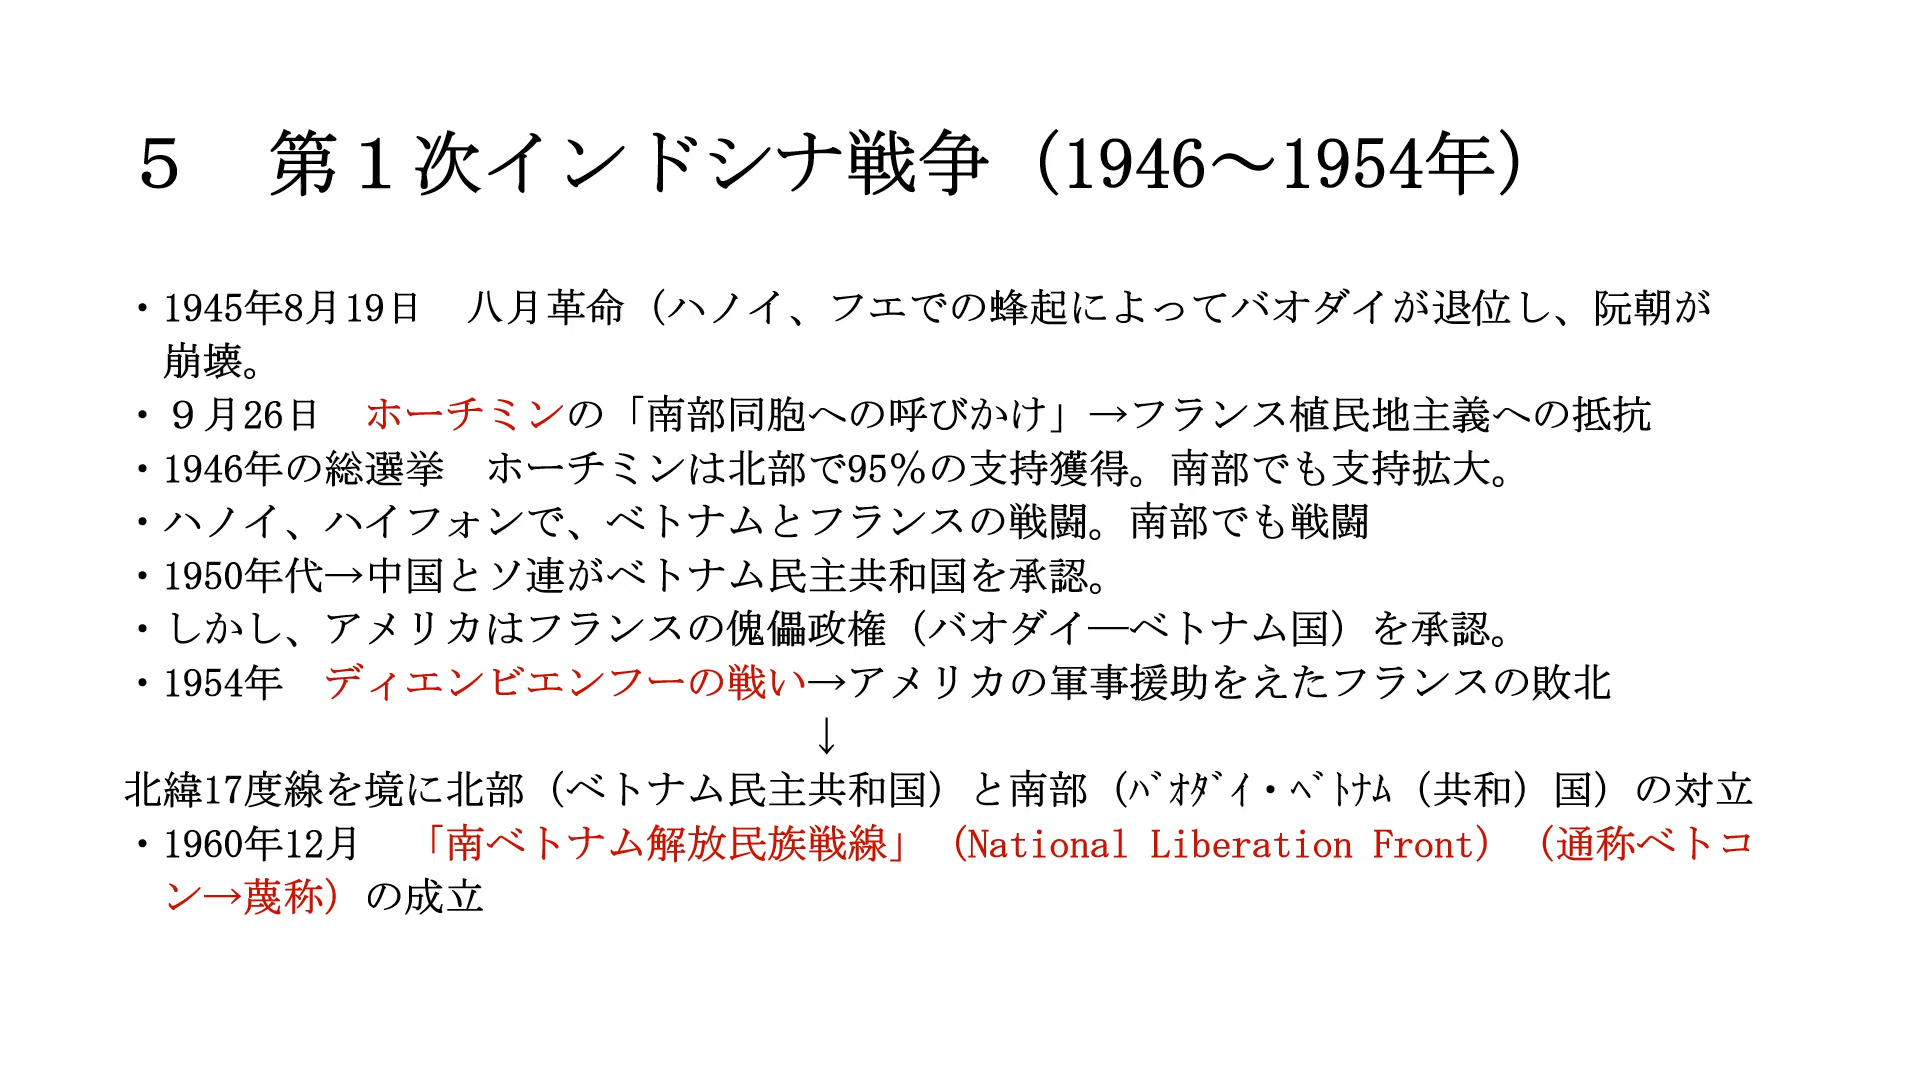 ５　第１次インドシナ戦争（1946～1954年）
・1945年8月19日　八月革命（ハノイ、フエでの蜂起によってバオダイが退位し、阮朝が
崩壊。
・９月26日　ホーチミンの「南部同胞への呼びかけ」→フランス植民地主義への抵抗
・1946年の総選挙　ホーチミンは北部で95％の支持獲得。南部でも支持拡大。
・ハノイ、ハイフォンで、ベトナムとフランスの戦闘。南部でも戦闘
・1950年代→中国とソ連がベトナム民主共和国を承認。
・しかし、アメリカはフランスの傀儡政権（バオダイ―ベトナム国）を承認。
・1954年　ディエンビエンフーの戦い→アメリカの軍事援助をえたフランスの敗北
↓
北緯17度線を境に北部（ベトナム民主共和国）と南部（ﾊﾞｵﾀﾞｲ・ﾍﾞﾄﾅﾑ（共和）国）の対立
・1960年12月　「南ベトナム解放民族戦線」（National Liberation Front）（通称ベトコ
ン→蔑称）の成立